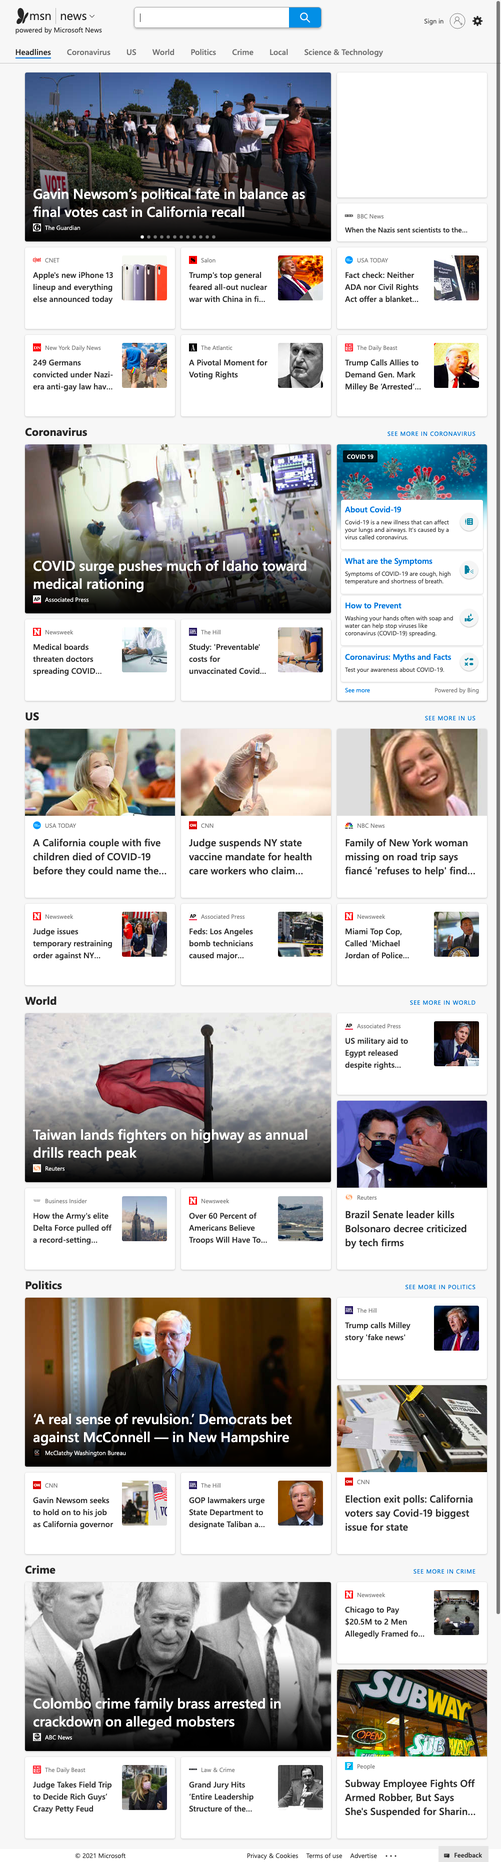 msn news
powered by Microsoft News
Sign in
Headlines Coronavirus US World Politics Crime Local Science & Technology
VOTE
Gavin Newsom's political fate in balance as
final votes cast in California recall
The Guardian
BBC News
When the Nazis sent scientists to the...
CNET
Apple's new iPhone 13
lineup and everything
else announced today
Salon
Trump's top general
feared all-out nuclear
war with China in fi...
USA TODAY
Fact check: Neither
ADA nor Civil Rights
Act offer a blanket...
New York Daily News
249 Germans
convicted under Nazi-
era anti-gay law hav...
The Atlantic
A Pivotal Moment for
Voting Rights
The Daily Beast
Trump Calls Allies to
Demand Gen. Mark
Milley Be 'Arrested'...
Coronavirus
SEE MORE IN CORONAVIRUS
COVID surge pushes much of Idaho toward
medical rationing
Associated Press
COVID 19
About Covid-19
Covid-19 is a new illness that can affect
your lungs and airways. It's caused by a
virus called coronavirus.
What are the Symptoms
Symptoms of COVID-19 are cough, high
temperature and shortness of breath.
How to Prevent
Washing your hands often with soap and
water can help stop viruses like
coronavirus (COVID-19) spreading.
Coronavirus: Myths and Facts
Test your awareness about COVID-19.
See more
Powered by Bing
Newsweek
Medical boards
threaten doctors
spreading COVID...
The Hill
Study: 'Preventable'
costs for
unvaccinated Covid...
US
SEE MORE IN US
USA TODAY
A California couple with five
children died of COVID-19
before they could name the...
CNN
Judge suspends NY state
vaccine mandate for health
care workers who claim...
NBC News
Family of New York woman
missing on road trip says
fiancé 'refuses to help' find...
Newsweek
Judge issues
temporary restraining
order against NY...
Associated Press
Feds: Los Angeles
bomb technicians
caused major...
Newsweek
Miami Top Cop,
Called 'Michael
Jordan of Police...
World
SEE MORE IN WORLD
Taiwan lands fighters on highway as annual
drills reach peak
Reuters
Associated Press
US military aid to
Egypt released
despite rights...
Reuters
Brazil Senate leader kills
Bolsonaro decree criticized
by tech firms
Business Insider
How the Army's elite
Delta Force pulled off
a record-setting...
Newsweek
Over 60 Percent of
Americans Believe
Troops Will Have To...
Politics
SEE MORE IN POLITICS
'A real sense of revulsion.' Democrats bet
against McConnell — in New Hampshire
McClatchy Washington Bureau
The Hill
Trump calls Milley
story 'fake news'
CNN
Election exit polls: California
voters say Covid-19 biggest
issue for state
CNN
Gavin Newsom seeks
to hold on to his job
as California governor
The Hill
GOP lawmakers urge
State Department to
designate Taliban a...
Crime
SEE MORE IN CRIME
Colombo crime family brass arrested in
crackdown on alleged mobsters
ABC News
Newsweek
Chicago to Pay
$20.5M to 2 Men
Allegedly Framed fo...
SUBWAY
OPEN
People
Subway Employee Fights Off
Armed Robber, But Says
She's Suspended for Sharin...
The Daily Beast
Judge Takes Field Trip
to Decide Rich Guys'
Crazy Petty Feud
Law & Crime
Grand Jury Hits
'Entire Leadership
Structure of the...
© 2021 Microsoft
Privacy & Cookies Terms of use Advertise
Feedback